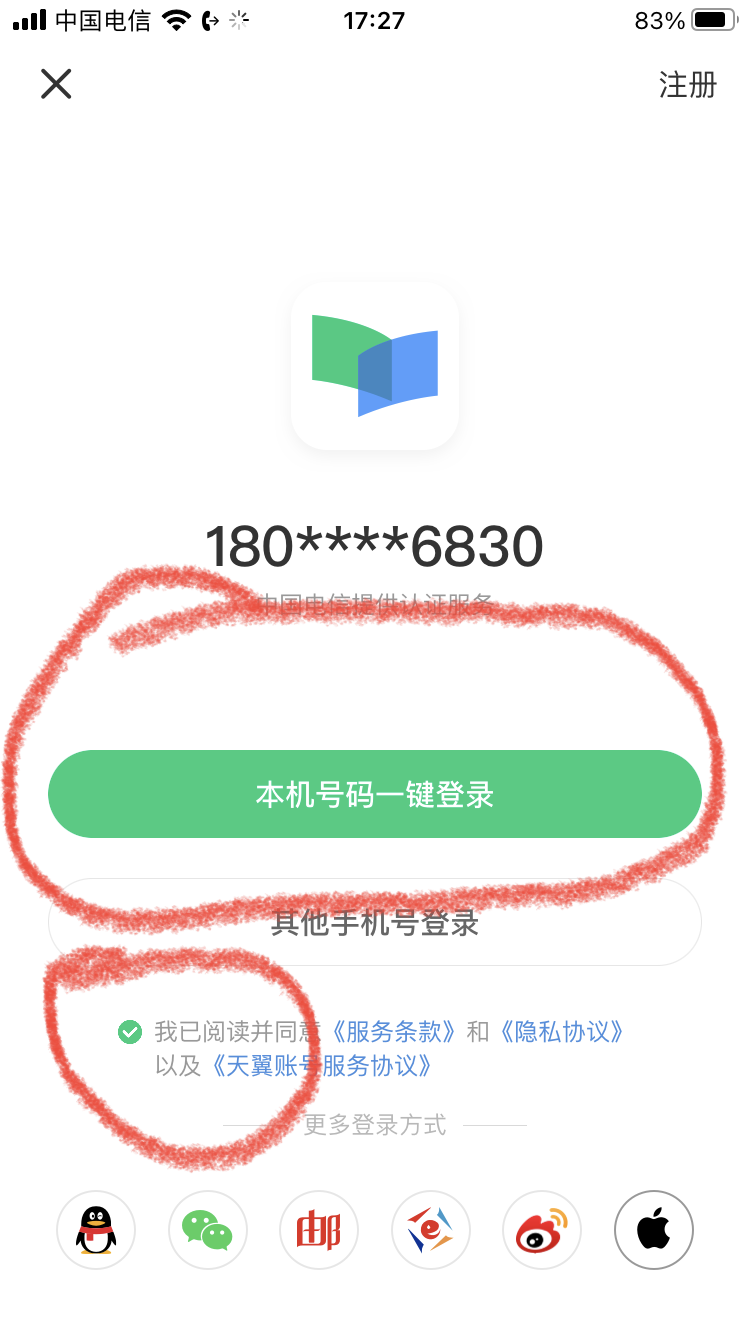 中国电信
17:27
83%
注册
180****6830
中国电信提供认证服务
本机号码一键登录
其他手机号登录
我已阅读并同意《服务条款》和《隐私协议》
以及《天翼账号服务协议》
更多登录方式
邮
e